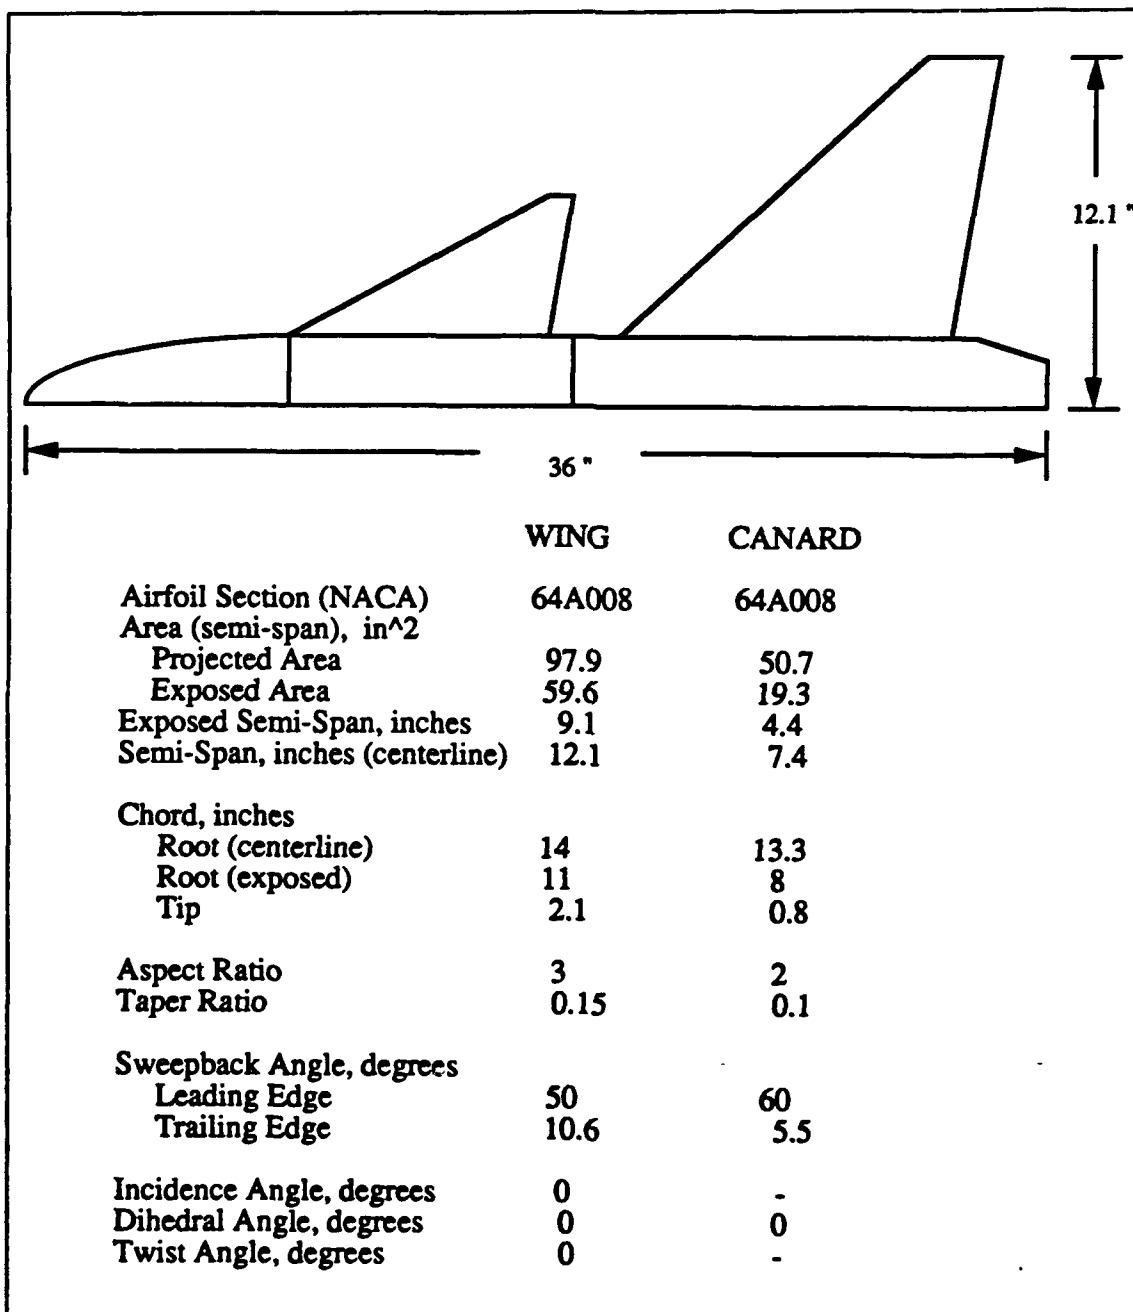 12.1 "
36 "
WING CANARD
Airfoil Section (NACA) 64A008 64A008
Area (semi-span), in^2
Projected Area 97.9 50.7
Exposed Area 59.6 19.3
Exposed Semi-Span, inches 9.1 4.4
Semi-Span, inches (centerline) 12.1 7.4
Chord, inches
Root (centerline) 14 13.3
Root (exposed) 11 8
Tip 2.1 0.8
Aspect Ratio 3 2
Taper Ratio 0.15 0.1
Sweepback Angle, degrees
Leading Edge 50 60
Trailing Edge 10.6 5.5
Incidence Angle, degrees 0 -
Dihedral Angle, degrees 0 0
Twist Angle, degrees 0 -